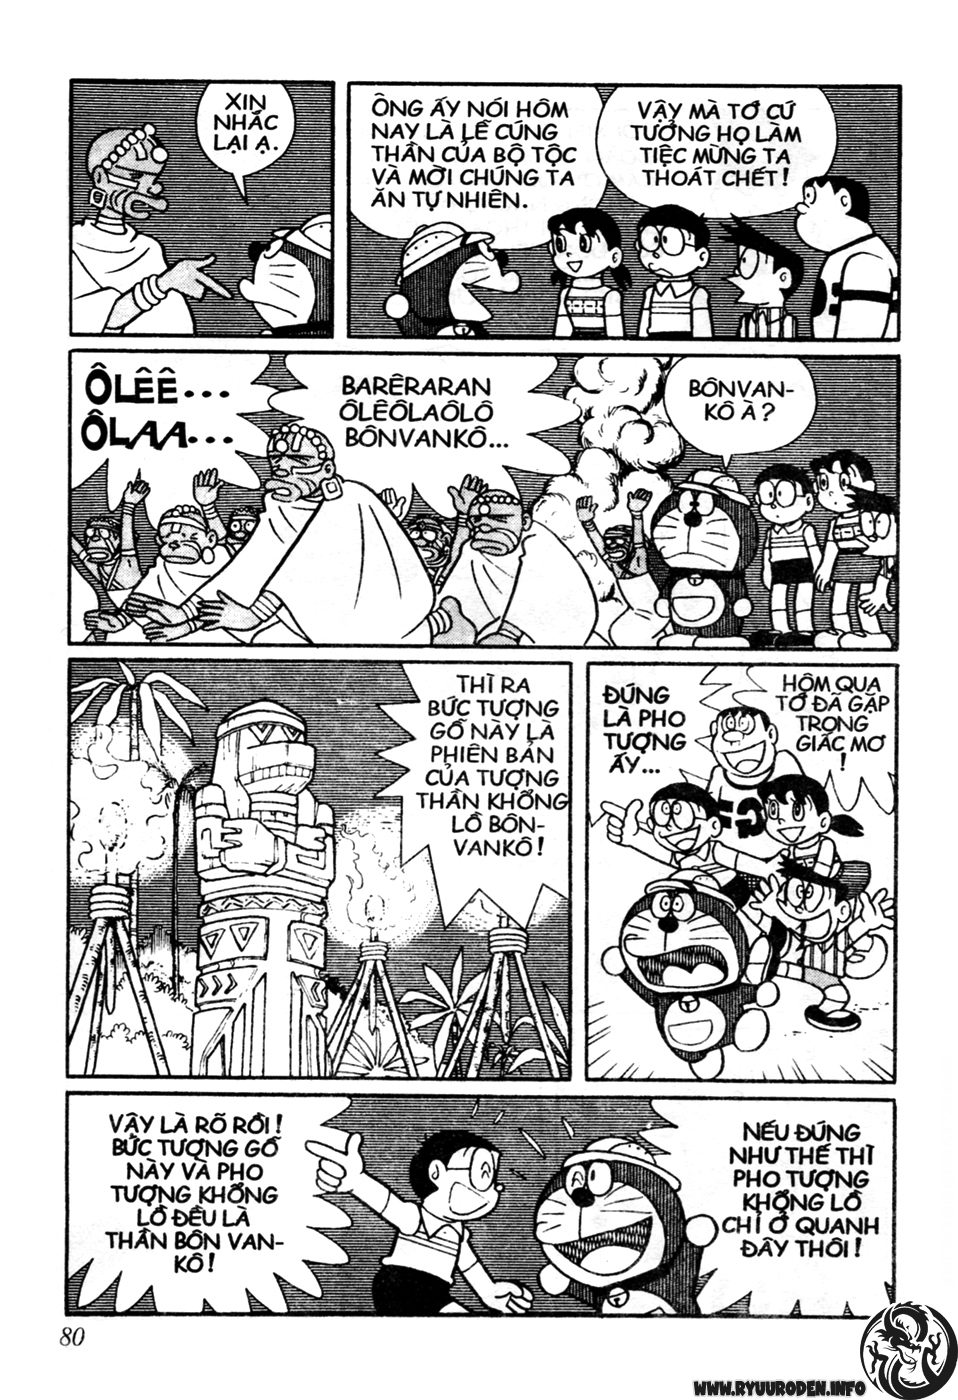 XIN
NHẮC
LẠI Ạ.
ÔNG ẤY NÓI HÔM
NAY LÀ LỄ CÚNG
THẦN CỦA BỘ TỘC
VÀ MỜI CHÚNG TA
ĂN TỰ NHIÊN.
VẬY MÀ TỚ CỨ
TƯỞNG HỌ LÀM
TIỆC MỪNG TA
THOÁT CHẾT!
ÔLÊÊ...
ÔLAA...
BARÊRARAN
ÔLÊÔLAÔLÔ
BÔNVANKÔ...
BÔNVAN-
KÔ À?
THÌ RA
BỨC TƯỢNG
GỖ NÀY LÀ
PHIÊN BẢN
CỦA TƯỢNG
THẦN KHỔNG
LỒ BÔN-
VANKÔ!
ĐÚNG
LÀ PHO
TƯỢNG
ẤY...
HÔM QUA
TỚ ĐÃ GẶP
TRONG
GIẤC MƠ
!
VẬY LÀ RÕ RỒI!
BỨC TƯỢNG GỖ
NÀY VÀ PHO
TƯỢNG KHỔNG
LỒ ĐỀU LÀ
THẦN BÔN VAN-
KÔ!
NẾU ĐÚNG
NHƯ THẾ THÌ
PHO TƯỢNG
KHỔNG LỒ
CHỈ Ở QUANH
ĐÂY THÔI!
80
WWW.RYUURODEN.INFO